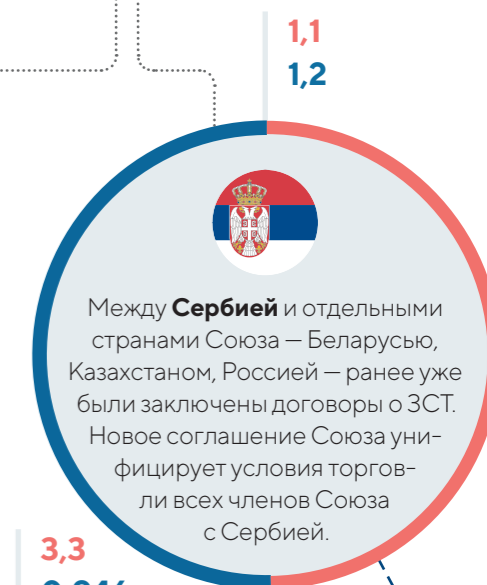 1,1
1,2
Между Сербией и отдельными
странами Союза — Беларусью,
Казахстаном, Россией — ранее уже
были заключены договоры о ЗСТ.
Новое соглашение Союза уни-
фицирует условия торгов-
ли всех членов Союза
с Сербией.
3,3